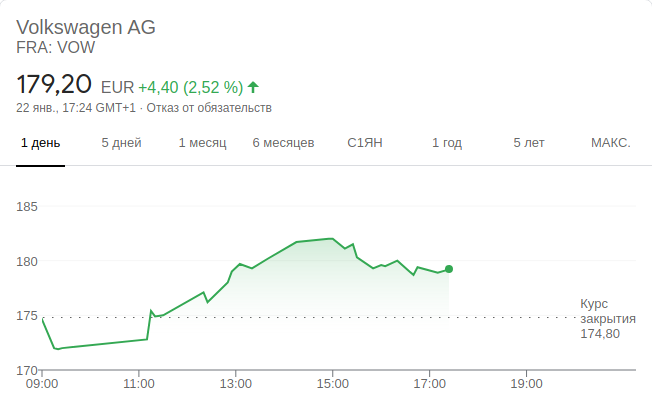 Volkswagen AG
FRA: VOW
179,20 EUR +4,40 (2,52 %)
22 янв., 17:24 GMT+1 · Отказ от обязательств
1 день 5 дней 1 месяц 6 месяцев С1ЯН 1 год 5 лет МАКС.
185
180
Курс
175 закрытия
174,80
170
09:00 11:00 13:00 15:00 17:00 19:00